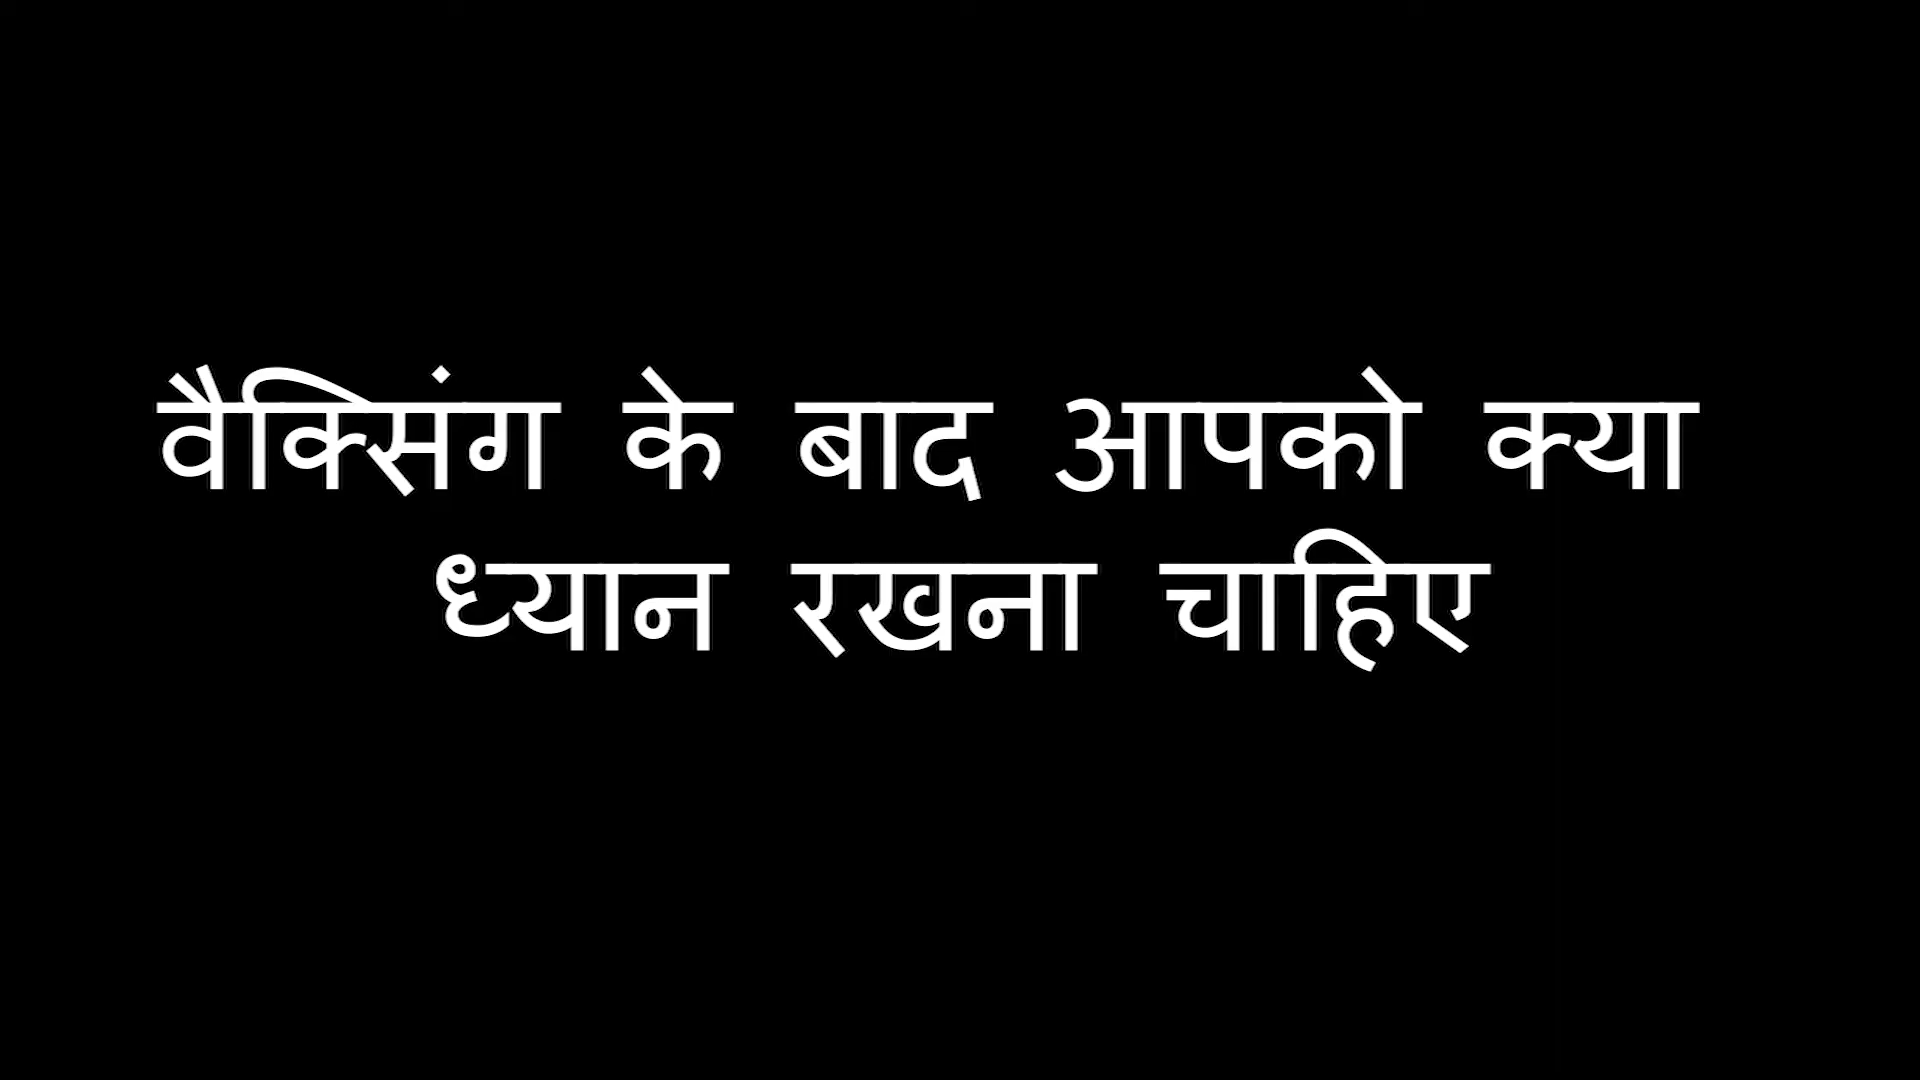 वैक्सिंग के बाद आपको क्या
ध्यान रखना चाहिए